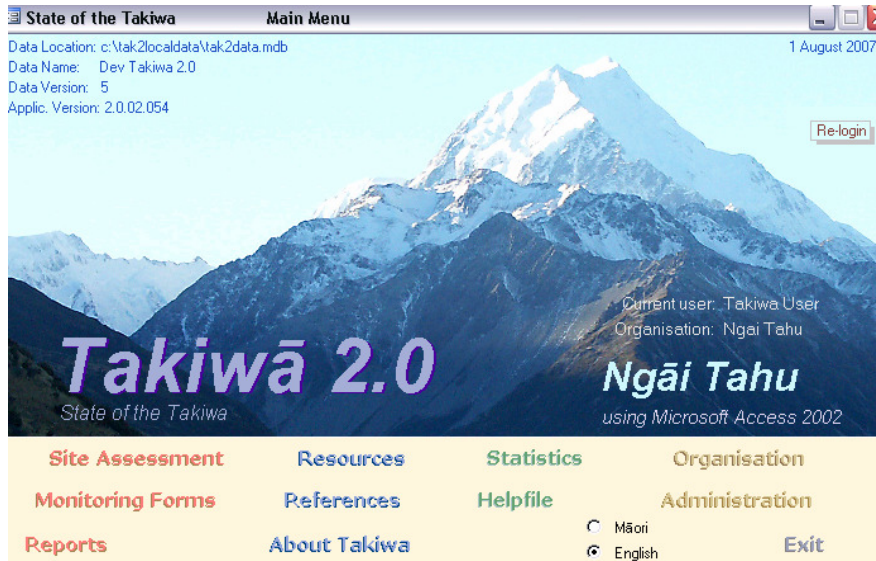 State of the Takiwa Main Menu
Data Location: c:\tak2localdata\tak2data.mdb 1 August 2007
Data Name: Dev Takiwa 2.0
Data Version: 5
Applic. Version: 2.0.02.054
Re-login
Current user: Takiwa User
Organisation: Ngai Tahu
Takiwā 2.0
State of the Takiwa
Ngāi Tahu
using Microsoft Access 2002
Site Assessment Resources Statistics Organisation
Monitoring Forms References Helpfile Administration
Māori
Reports About Takiwa English Exit